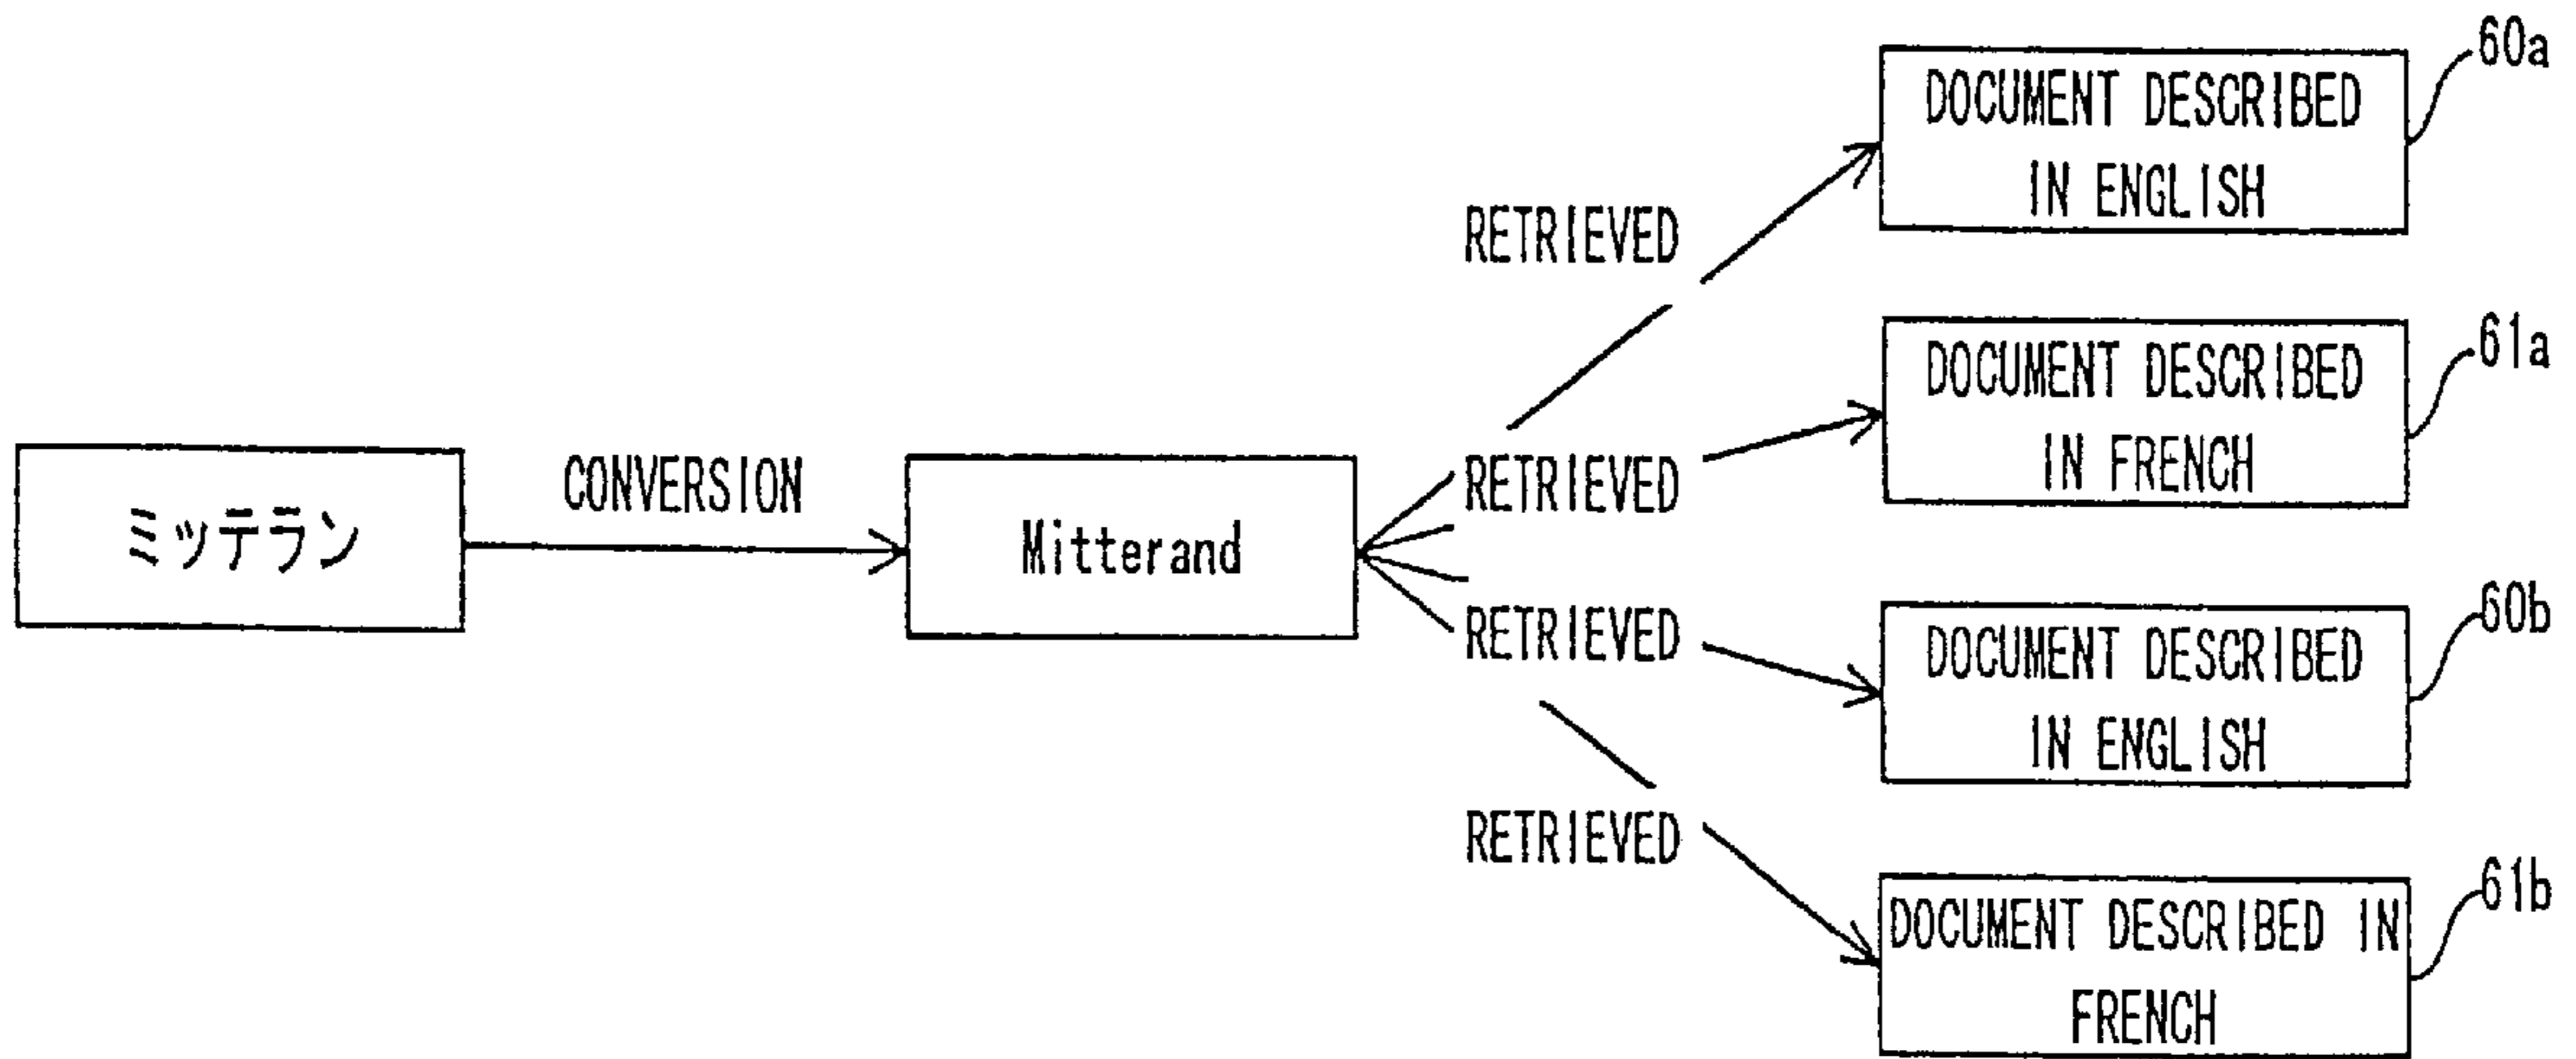 60a
DOCUMENT DESCRIBED
IN ENGLISH
RETRIEVED
61a
DOCUMENT DESCRIBED
IN FRENCH
ミッテラン
CONVERSION
Mitterand
RETRIEVED
RETRIEVED
60b
DOCUMENT DESCRIBED
IN ENGLISH
RETRIEVED
61b
DOCUMENT DESCRIBED IN
FRENCH